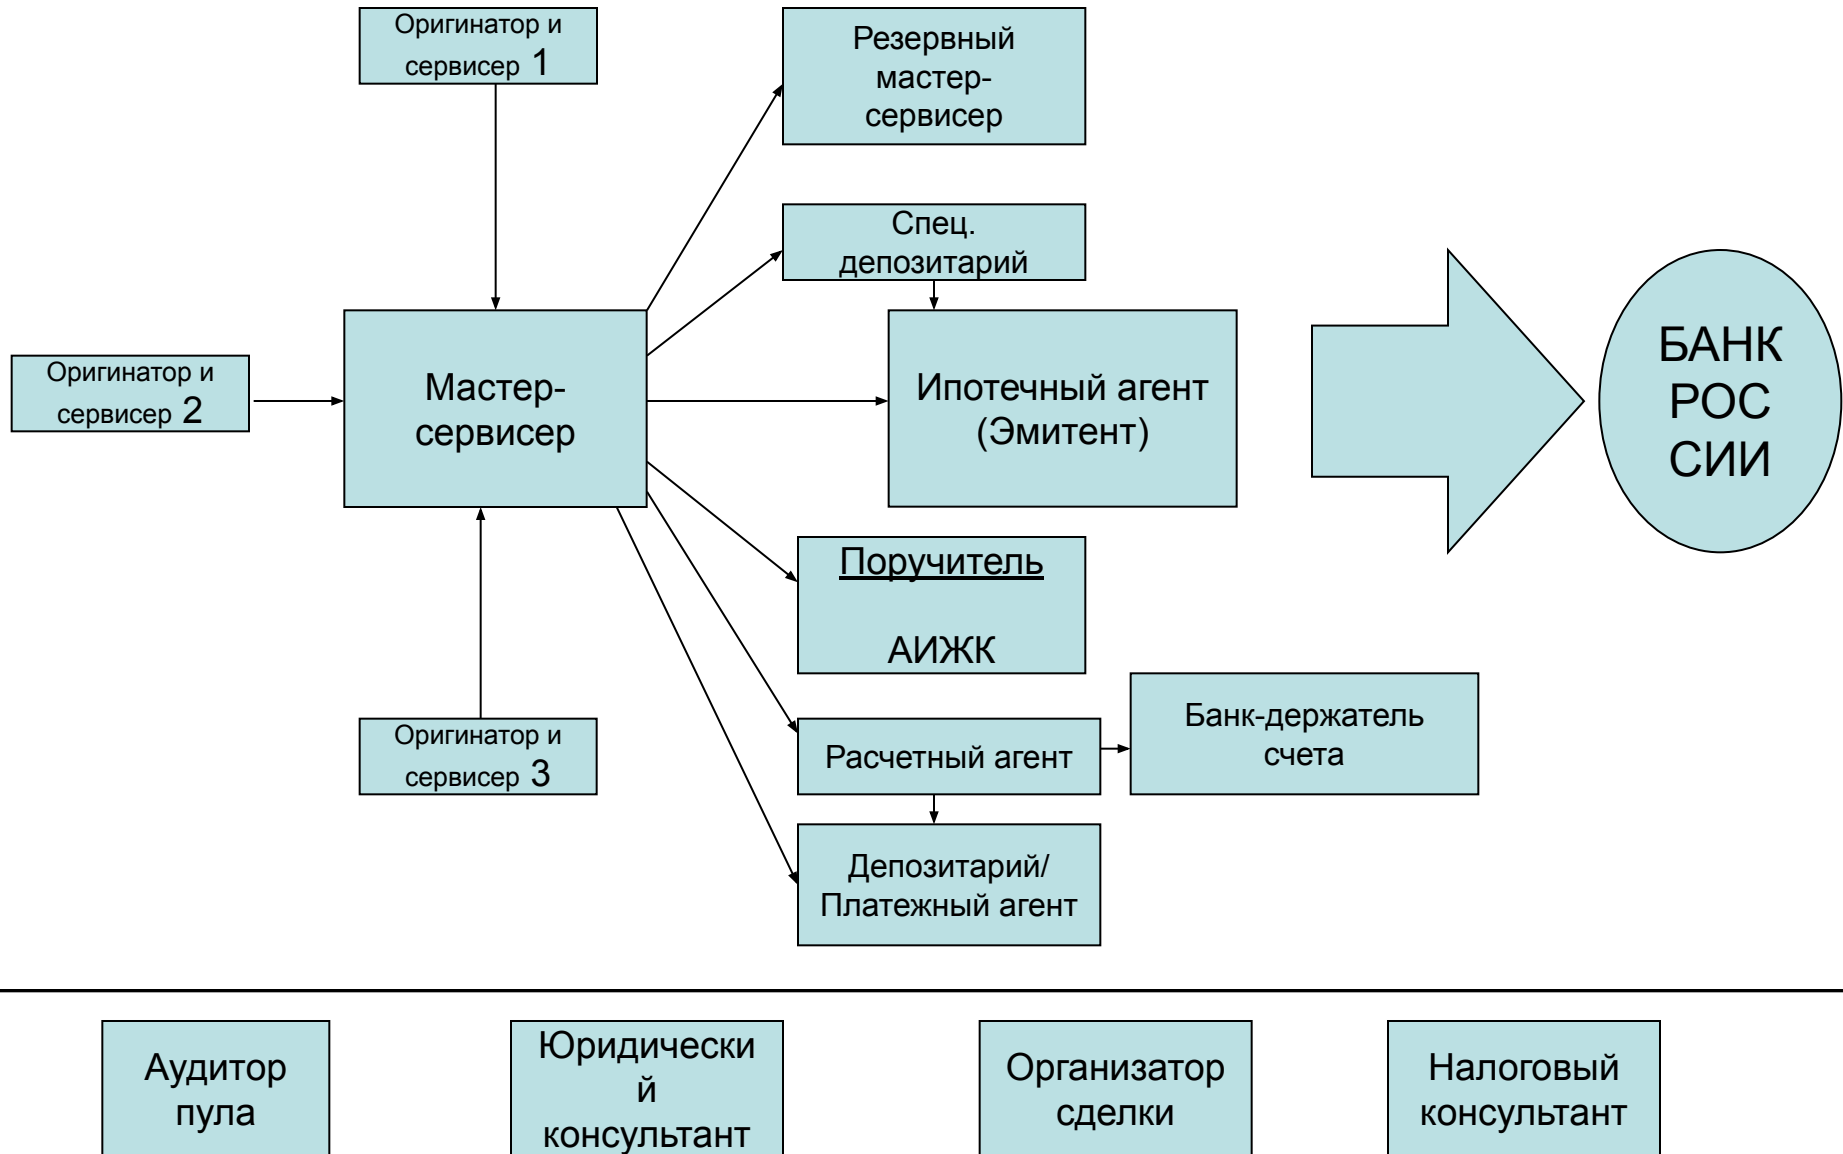 Оригинатор и
сервисер 1
Резервный
мастер-
сервисер
Спец.
депозитарий
Оригинатор и
сервисер 2
Мастер-
сервисер
Ипотечный агент
(Эмитент)
БАНК
РОС
СИИ
Поручитель
АИЖК
Оригинатор и
сервисер 3
Расчетный агент
Банк-держатель
счета
Депозитарий/
Платежный агент
Аудитор
пула
Юридически
й
консультант
Организатор
сделки
Налоговый
консультант